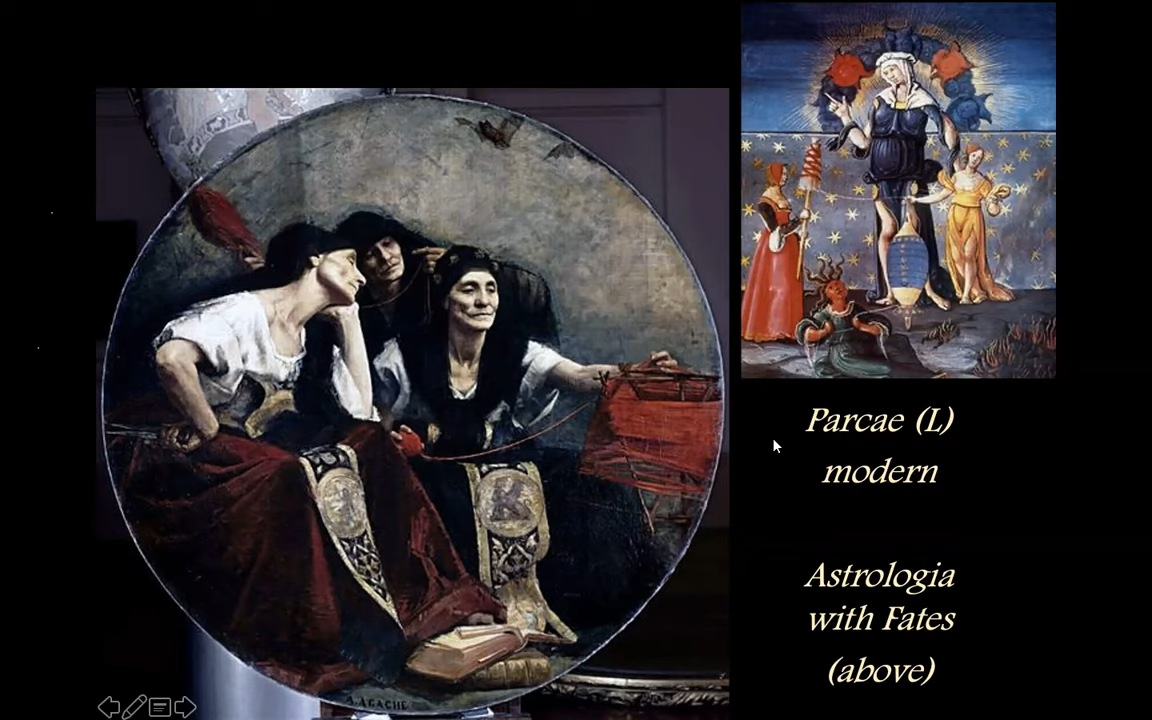 Parcae (L)
modern
Astrologia
with Fates
(above)
A. AGACHE